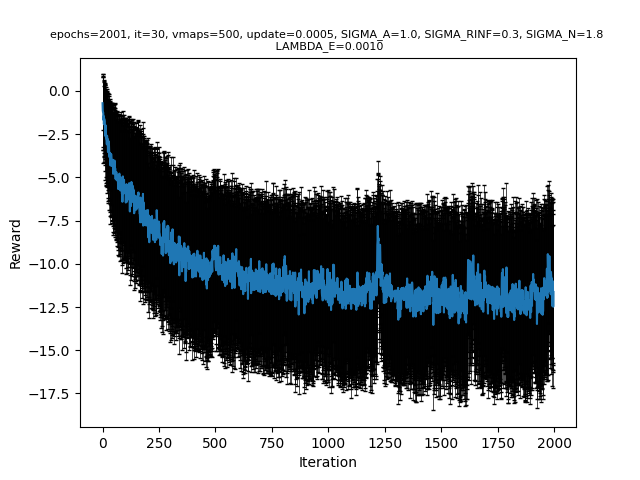 epochs=2001, it=30, vmaps=500, update=0.0005, SIGMA_A=1.0, SIGMA_RINF=0.3, SIGMA_N=1.8
LAMBDA_E=0.0010
0.0
−2.5
−5.0
−7.5
−10.0
−12.5
−15.0
−17.5
Reward
0 250 500 750 1000 1250 1500 1750 2000
Iteration